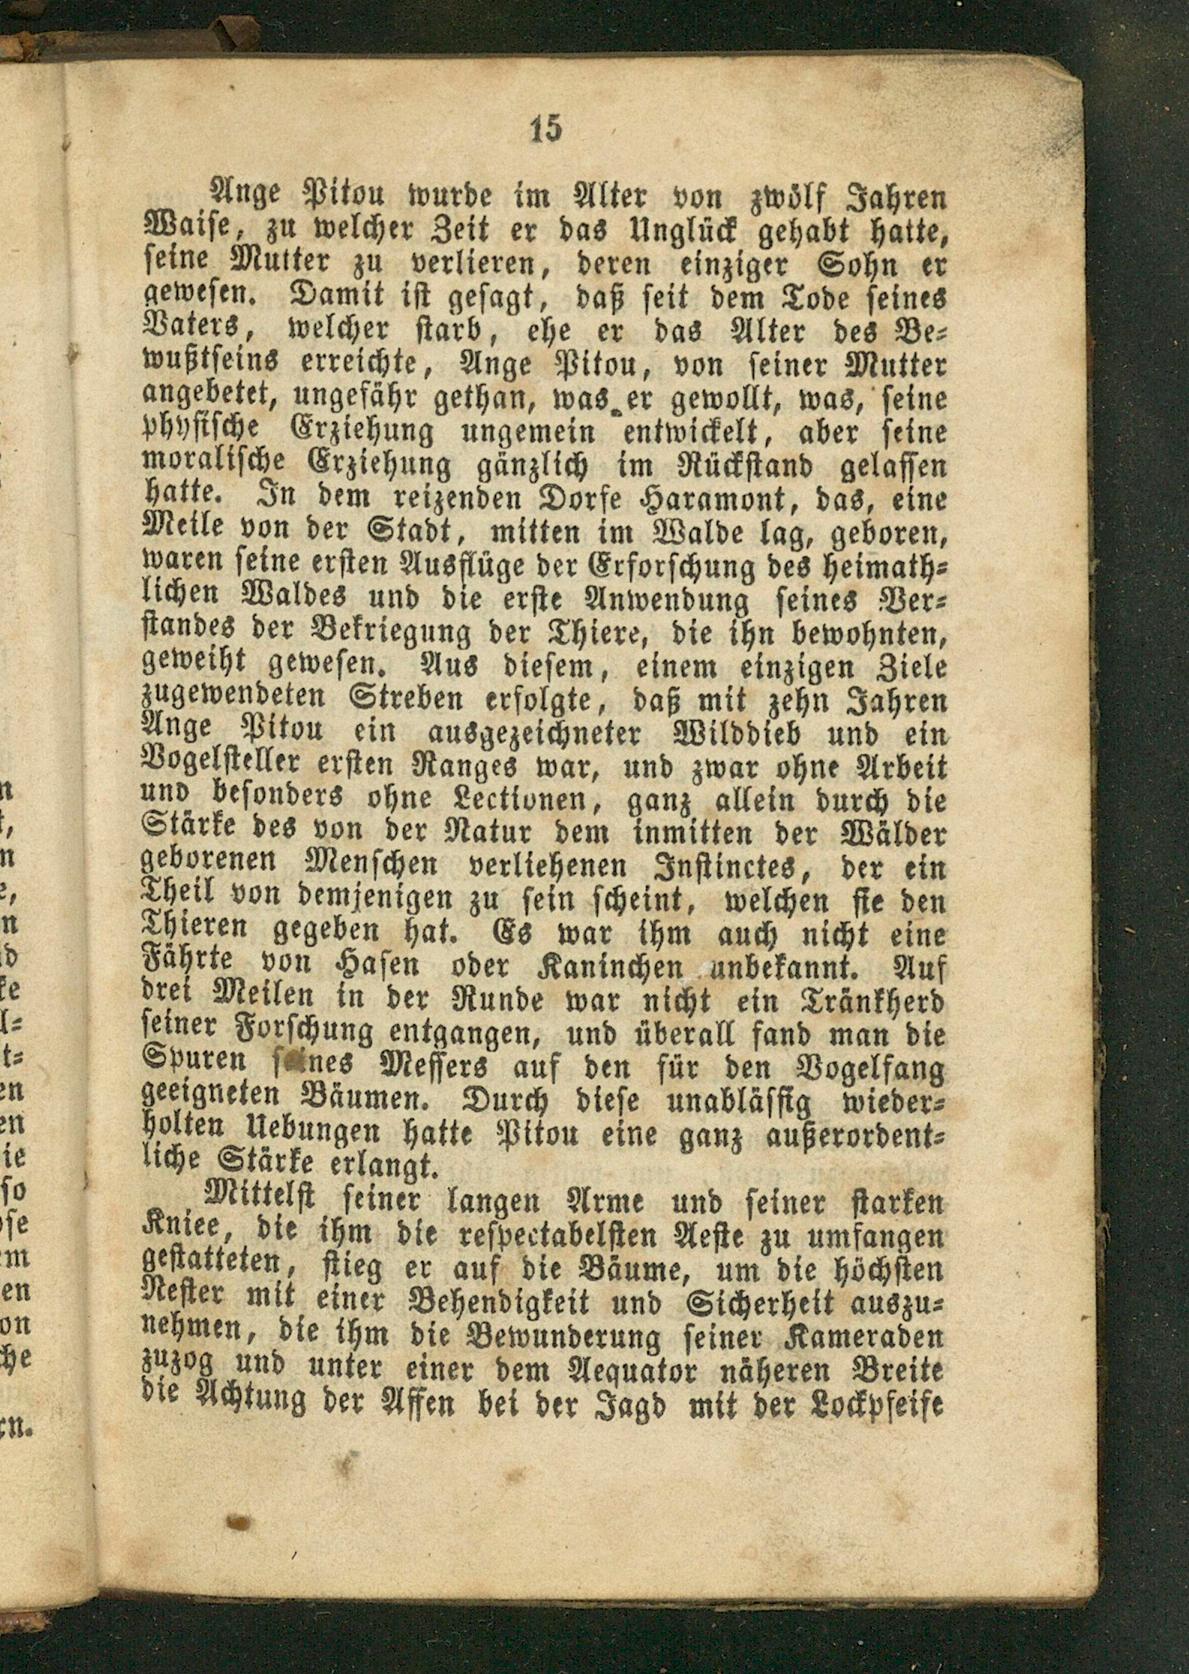 15
Ange Pitou wurde im Alter von zwölf Jahren
Waise, zu welcher Zeit er das Unglück gehabt hatte,
seine Mutter zu verlieren, deren einziger Sohn er
gewesen. Damit ist gesagt, daß seit dem Tode seines
Vaters, welcher starb, ehe er das Alter des Be-
wußtseins erreichte, Ange Pitou, von seiner Mutter
angebetet, ungefähr gethan, was er gewollt, was, seine
physische Erziehung ungemein entwickelt, aber seine
moralische Erziehung gänzlich im Rückstand gelassen
hatte. In dem reizenden Dorfe Haramont, das, eine
Meile von der Stadt, mitten im Walde lag, geboren,
waren seine ersten Ausflüge der Erforschung des heimath-
lichen Waldes und die erste Anwendung seines Ver-
standes der Bekriegung der Thiere, die ihn bewohnten,
geweiht gewesen. Aus diesem, einem einzigen Ziele
zugewendeten Streben erfolgte, daß mit zehn Jahren
Ange Pitou ein ausgezeichneter Wilddieb und ein
Vogelsteller ersten Ranges war, und zwar ohne Arbeit
und besonders ohne Lectionen, ganz allein durch die
Stärke des von der Natur dem inmitten der Wälder
geborenen Menschen verliehenen Instinctes, der ein
Theil von demjenigen zu sein scheint, welchen sie den
Thieren gegeben hat. Es war ihm auch nicht eine
Fährte von Hasen oder Kaninchen unbekannt. Auf
drei Meilen in der Runde war nicht ein Tränkherd
seiner Forschung entgangen, und überall fand man die
Spuren seines Messers auf den für den Vogelfang
geeigneten Bäumen. Durch diese unablässig wieder-
holten Uebungen hatte Pitou eine ganz außerordent-
liche Stärke erlangt.
Mittelst seiner langen Arme und seiner starken
Kniee, die ihm die respectabelsten Aeste zu umfangen
gestatteten, stieg er auf die Bäume, um die höchsten
Nester mit einer Behendigkeit und Sicherheit auszu-
nehmen, die ihm die Bewunderung seiner Kameraden
zuzog und unter einer dem Aequator näheren Breite
die Achtung der Affen bei der Jagd mit der Lockpfeife